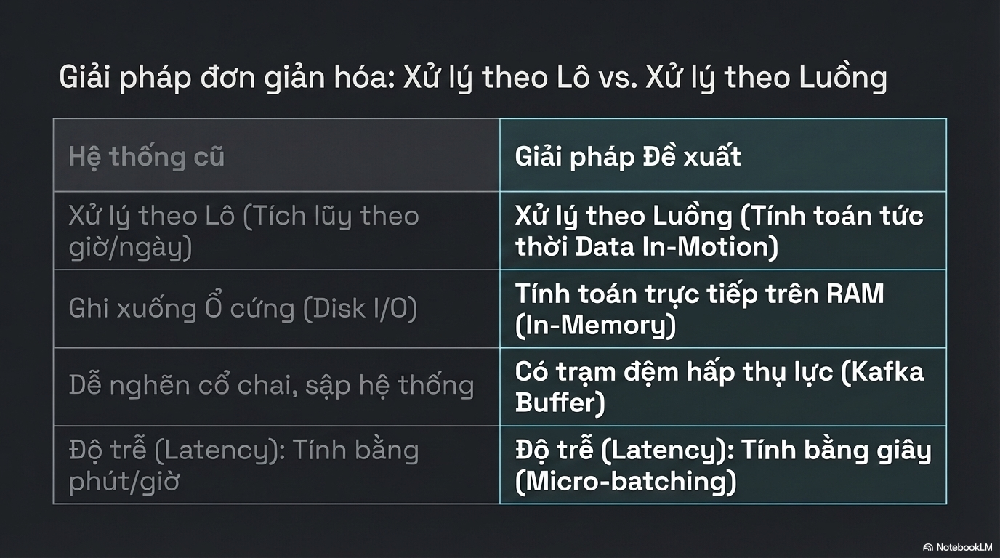 Giải pháp đơn giản hóa: Xử lý theo Lô vs. Xử lý theo Luồng
Hệ thống cũ
Giải pháp Đề xuất
Xử lý theo Lô (Tích lũy theo
giờ/ngày)
Xử lý theo Luồng (Tính toán tức
thời Data In-Motion)
Ghi xuống Ổ cứng (Disk I/O)
Tính toán trực tiếp trên RAM
(In-Memory)
Dễ nghẽn cổ chai, sập hệ thống
Có trạm đệm hấp thụ lực (Kafka
Buffer)
Độ trễ (Latency): Tính bằng
phút/giờ
Độ trễ (Latency): Tính bằng giây
(Micro-batching)
NotebookLM